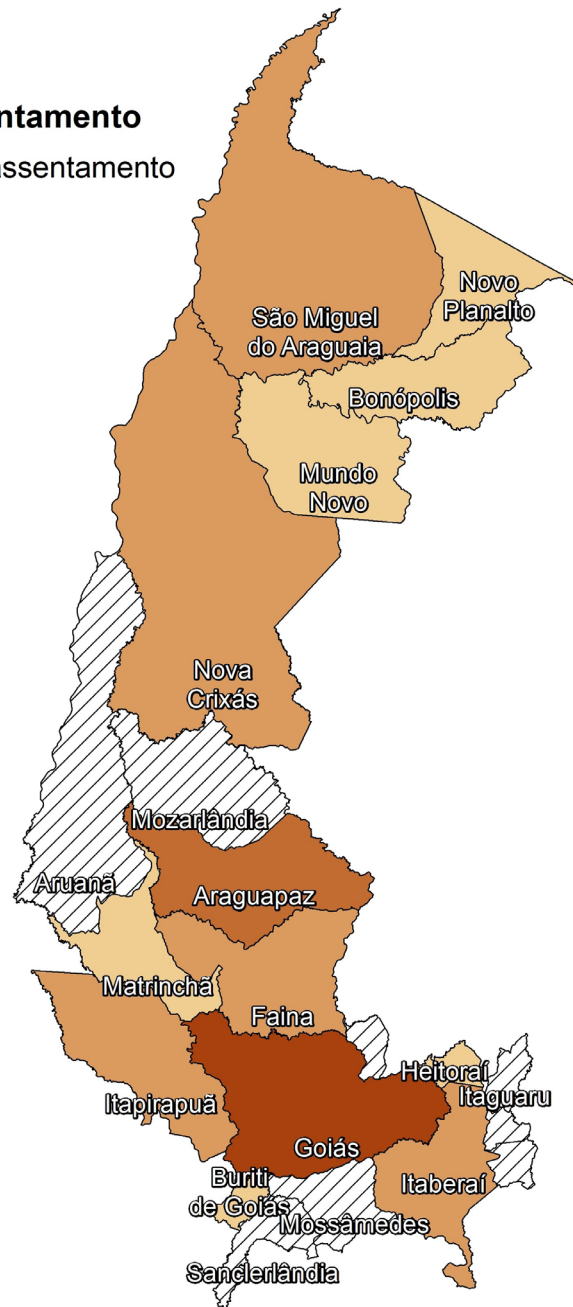 ntamento
assentamento
Novo
Planalto
São Miguel
do Araguaia
Bonópolis
Mundo
Novo
Nova
Crixás
Mozarlândia
Aruanã
Araguapaz
Matrinchã
Faina
Heitoraí
Itaguaru
Itapirapuã
Goiás
Buriti
de Goiás
Itaberaí
Mossâmedes
Sanclerlândia